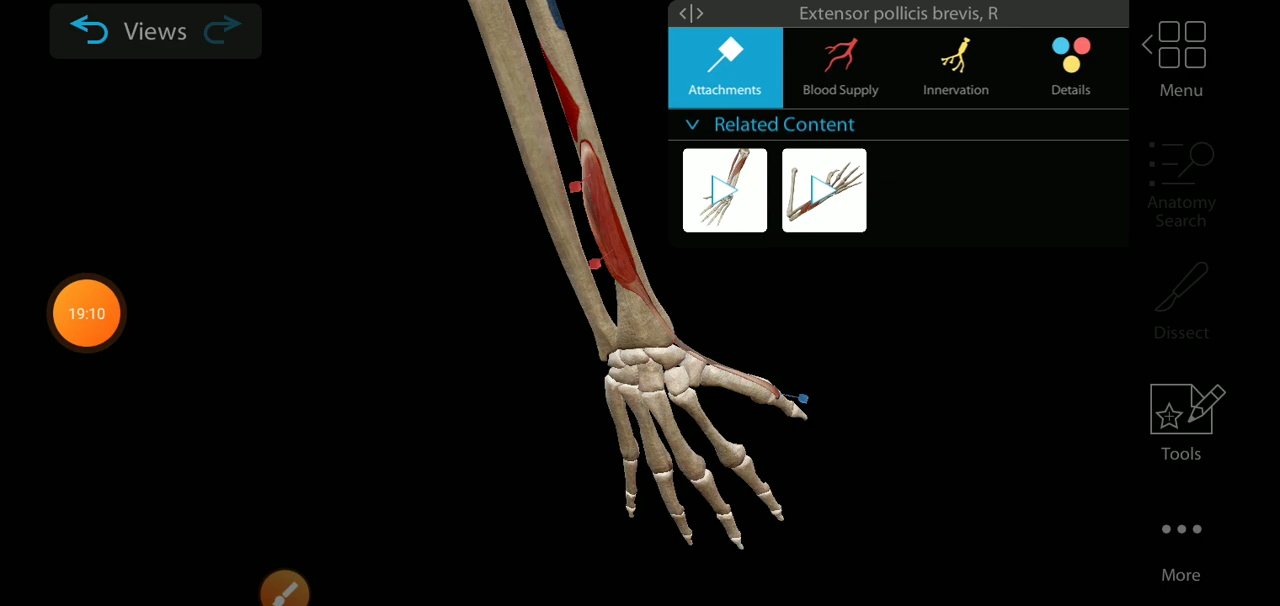 Views
Extensor pollicis brevis, R
Attachments
Blood Supply
Innervation
Details
Related Content
Menu
Anatomy
Search
Dissect
Tools
More
19:10